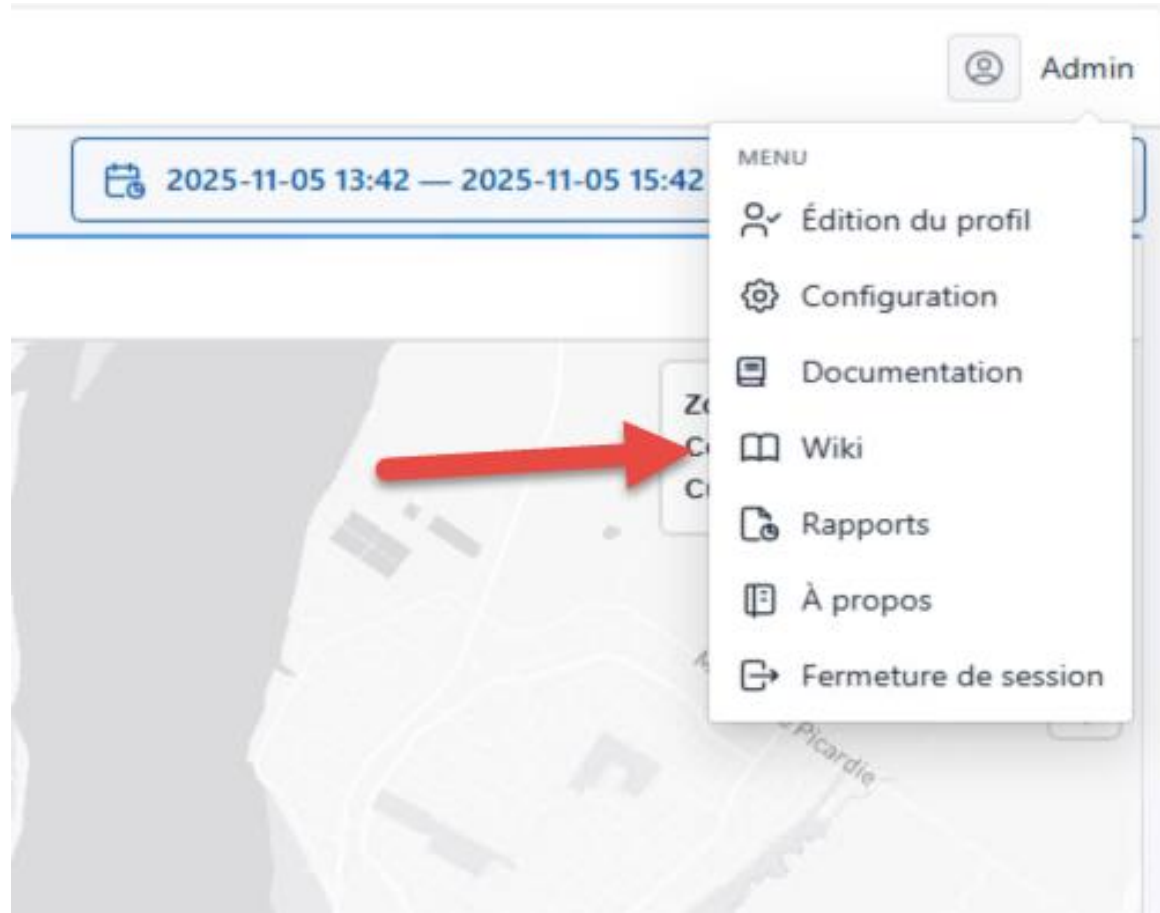 Admin
2025-11-05 13:42 — 2025-11-05 15:42
MENU
Édition du profil
Configuration
Documentation
Wiki
Rapports
À propos
Fermeture de session
Picardie